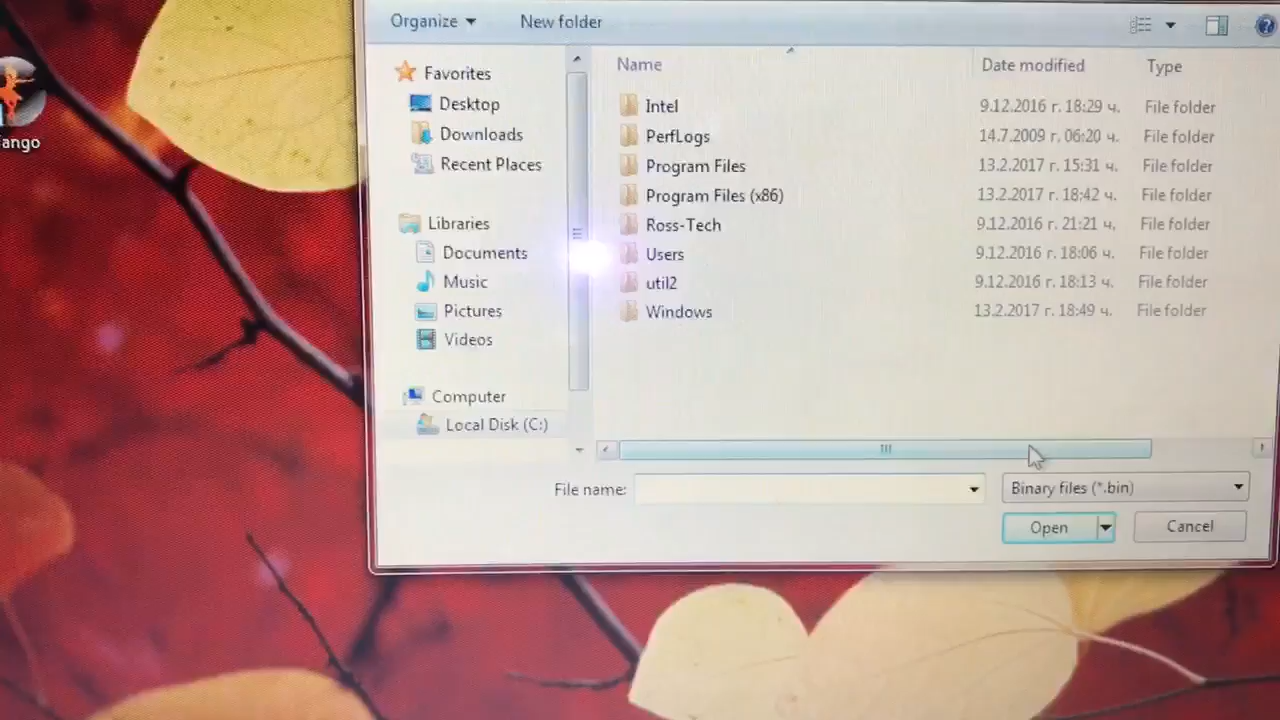 Organize New folder
Name Date modified Type
Favorites
Desktop
Downloads
Recent Places
Libraries
Documents
Music
Pictures
Videos
Computer
Local Disk (C:)
Intel 9.12.2016 г. 18:29 ч. File folder
PerfLogs 14.7.2009 г. 06:20 ч. File folder
Program Files 13.2.2017 г. 15:31 ч. File folder
Program Files (x86) 13.2.2017 г. 18:42 ч. File folder
Ross-Tech 9.12.2016 г. 21:21 ч. File folder
Users 9.12.2016 г. 18:06 ч. File folder
util2 9.12.2016 г. 18:13 ч. File folder
Windows 13.2.2017 г. 18:49 ч. File folder
File name: Binary files (*.bin)
Open Cancel
ango